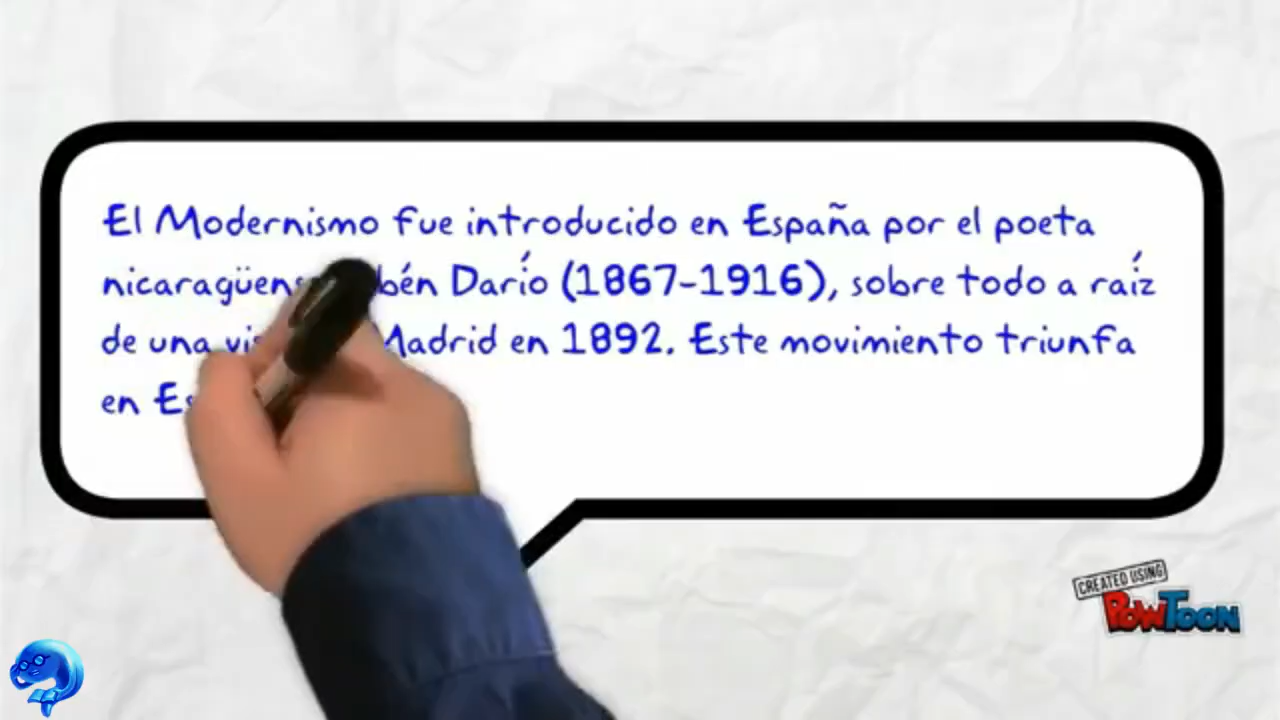 El Modernismo fue introducido en España por el poeta
bén Darío (1867-1916), sobre todo a raíz
de una Madrid en 1892. Este movimiento triunfa
en
CREATED USING
POWTOON